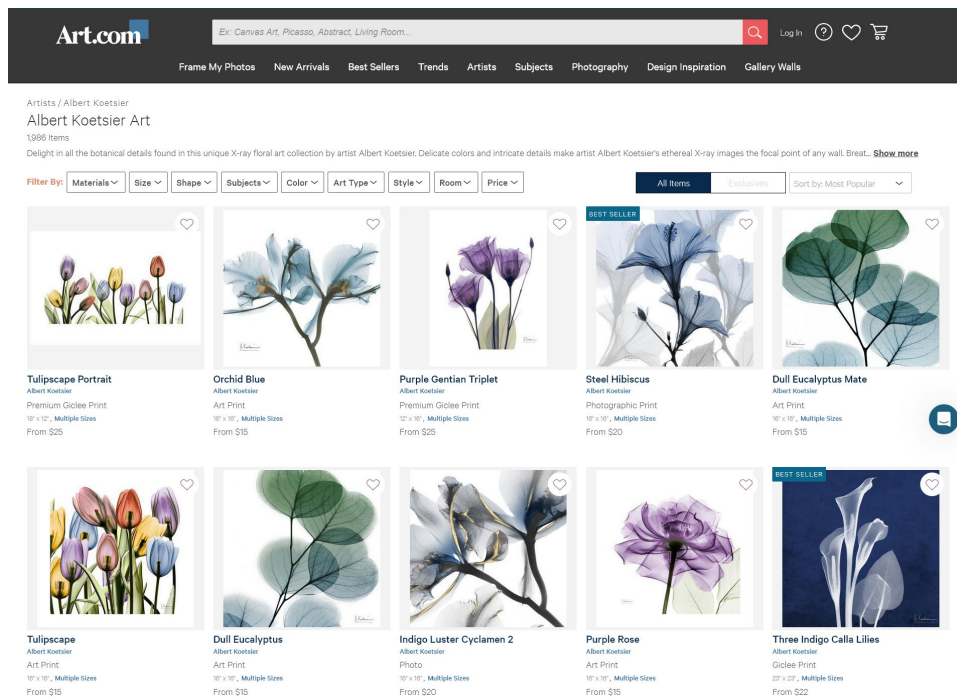 Art.com
Ex: Canvas Art, Picasso, Abstract, Living Room...
Log In
Frame My Photos New Arrivals Best Sellers Trends Artists Subjects Photography Design Inspiration Gallery Walls
Artists / Albert Koetsier
Albert Koetsier Art
1,986 Items
Delight in all the botanical details found in this unique X-ray floral art collection by artist Albert Koetsier. Delicate colors and intricate details make artist Albert Koetsier's ethereal X-ray images the focal point of any wall. Breat... Show more
Filter By: Materials Size Shape Subjects Color Art Type Style Room Price All Items Exclusives Sort by: Most Popular
BEST SELLER
Tulipscape Portrait Orchid Blue Purple Gentian Triplet Steel Hibiscus Dull Eucalyptus Mate
Albert Koetsier Albert Koetsier Albert Koetsier Albert Koetsier Albert Koetsier
Premium Giclee Print Art Print Premium Giclee Print Photographic Print Art Print
18" x 12", Multiple Sizes 16" x 16", Multiple Sizes 12" x 16", Multiple Sizes 16" x 16", Multiple Sizes 16" x 16", Multiple Sizes
From $25 From $15 From $25 From $20 From $15
BEST SELLER
Tulipscape Dull Eucalyptus Indigo Luster Cyclamen 2 Purple Rose Three Indigo Calla Lilies
Albert Koetsier Albert Koetsier Albert Koetsier Albert Koetsier Albert Koetsier
Art Print Art Print Photo Art Print Giclee Print
16" x 16", Multiple Sizes 16" x 16", Multiple Sizes 16" x 16", Multiple Sizes 16" x 16", Multiple Sizes 23" x 23", Multiple Sizes
From $15 From $15 From $20 From $15 From $22